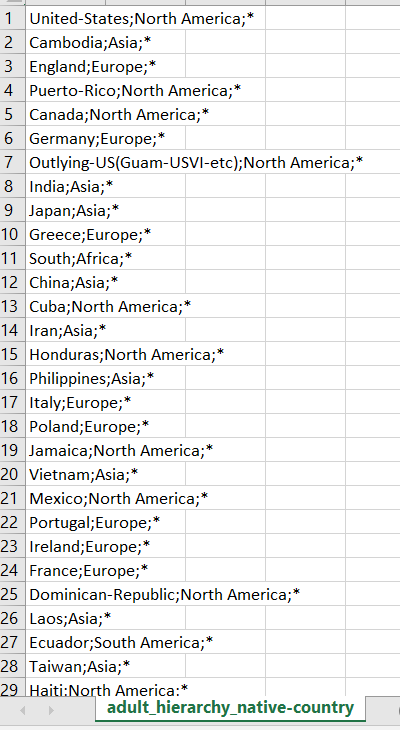 1 United-States;North America;*
2 Cambodia;Asia;*
3 England;Europe;*
4 Puerto-Rico;North America;*
5 Canada;North America;*
6 Germany;Europe;*
7 Outlying-US(Guam-USVI-etc);North America;*
8 India;Asia;*
9 Japan;Asia;*
10 Greece;Europe;*
11 South;Africa;*
12 China;Asia;*
13 Cuba;North America;*
14 Iran;Asia;*
15 Honduras;North America;*
16 Philippines;Asia;*
17 Italy;Europe;*
18 Poland;Europe;*
19 Jamaica;North America;*
20 Vietnam;Asia;*
21 Mexico;North America;*
22 Portugal;Europe;*
23 Ireland;Europe;*
24 France;Europe;*
25 Dominican-Republic;North America;*
26 Laos;Asia;*
27 Ecuador;South America;*
28 Taiwan;Asia;*
29 Haiti;North America;*
adult_hierarchy_native-country